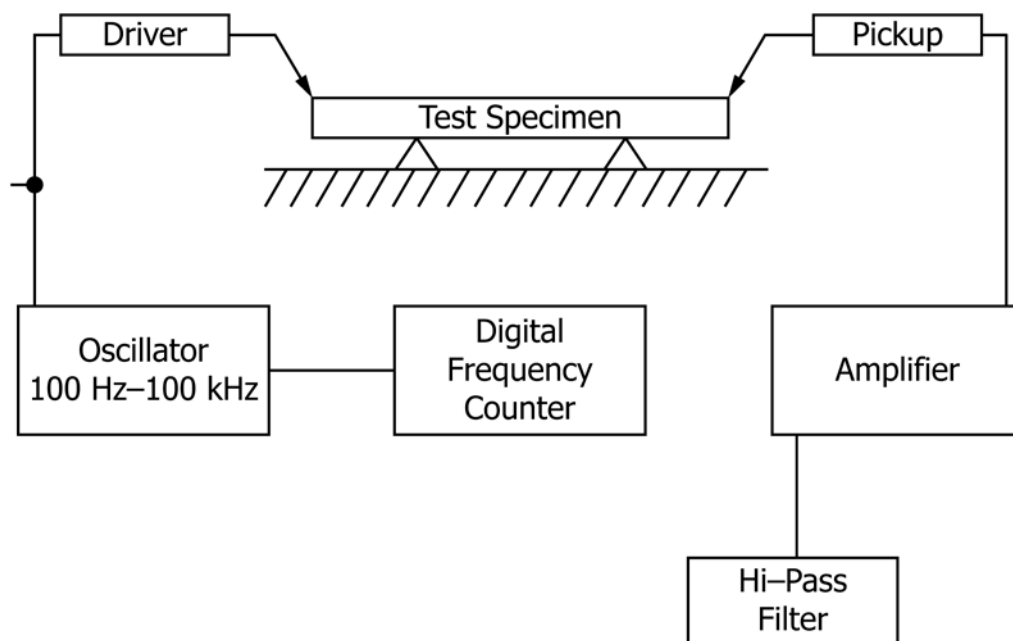 Driver
Pickup
Test Specimen
Oscillator
100 Hz–100 kHz
Digital
Frequency
Counter
Amplifier
Hi–Pass
Filter